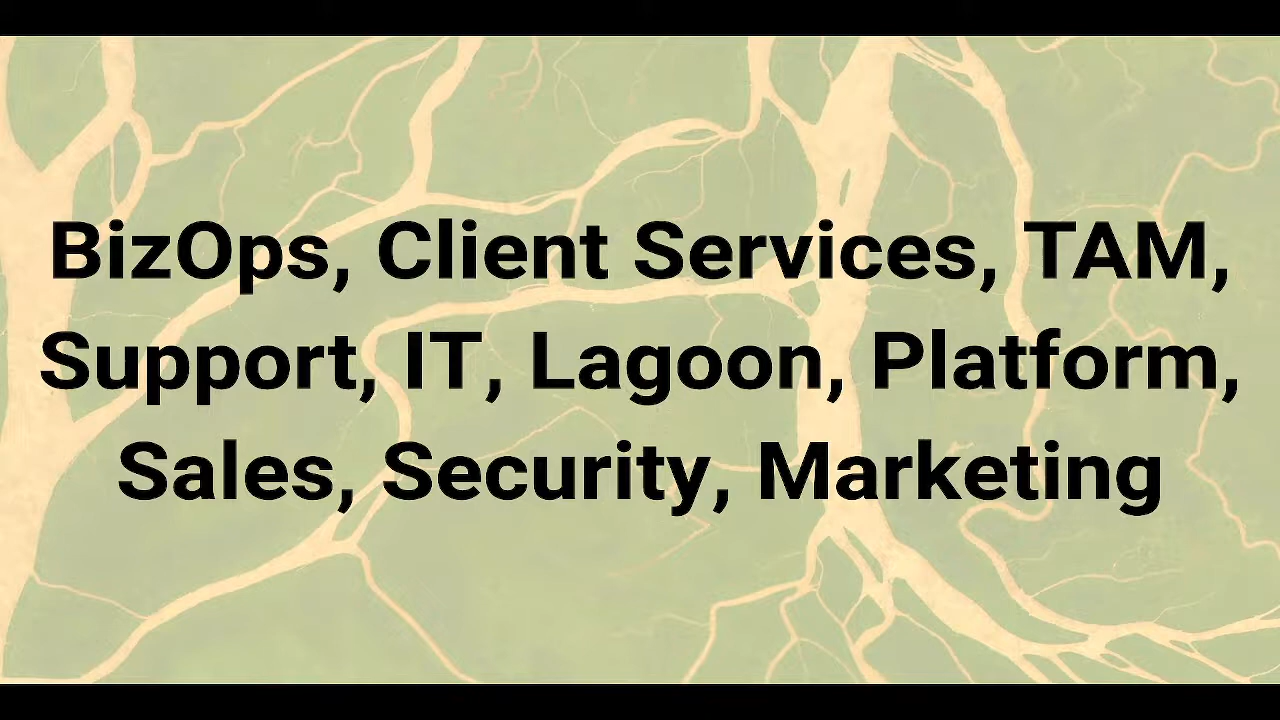 BizOps, Client Services, TAM,
Support, IT, Lagoon, Platform,
Sales, Security, Marketing